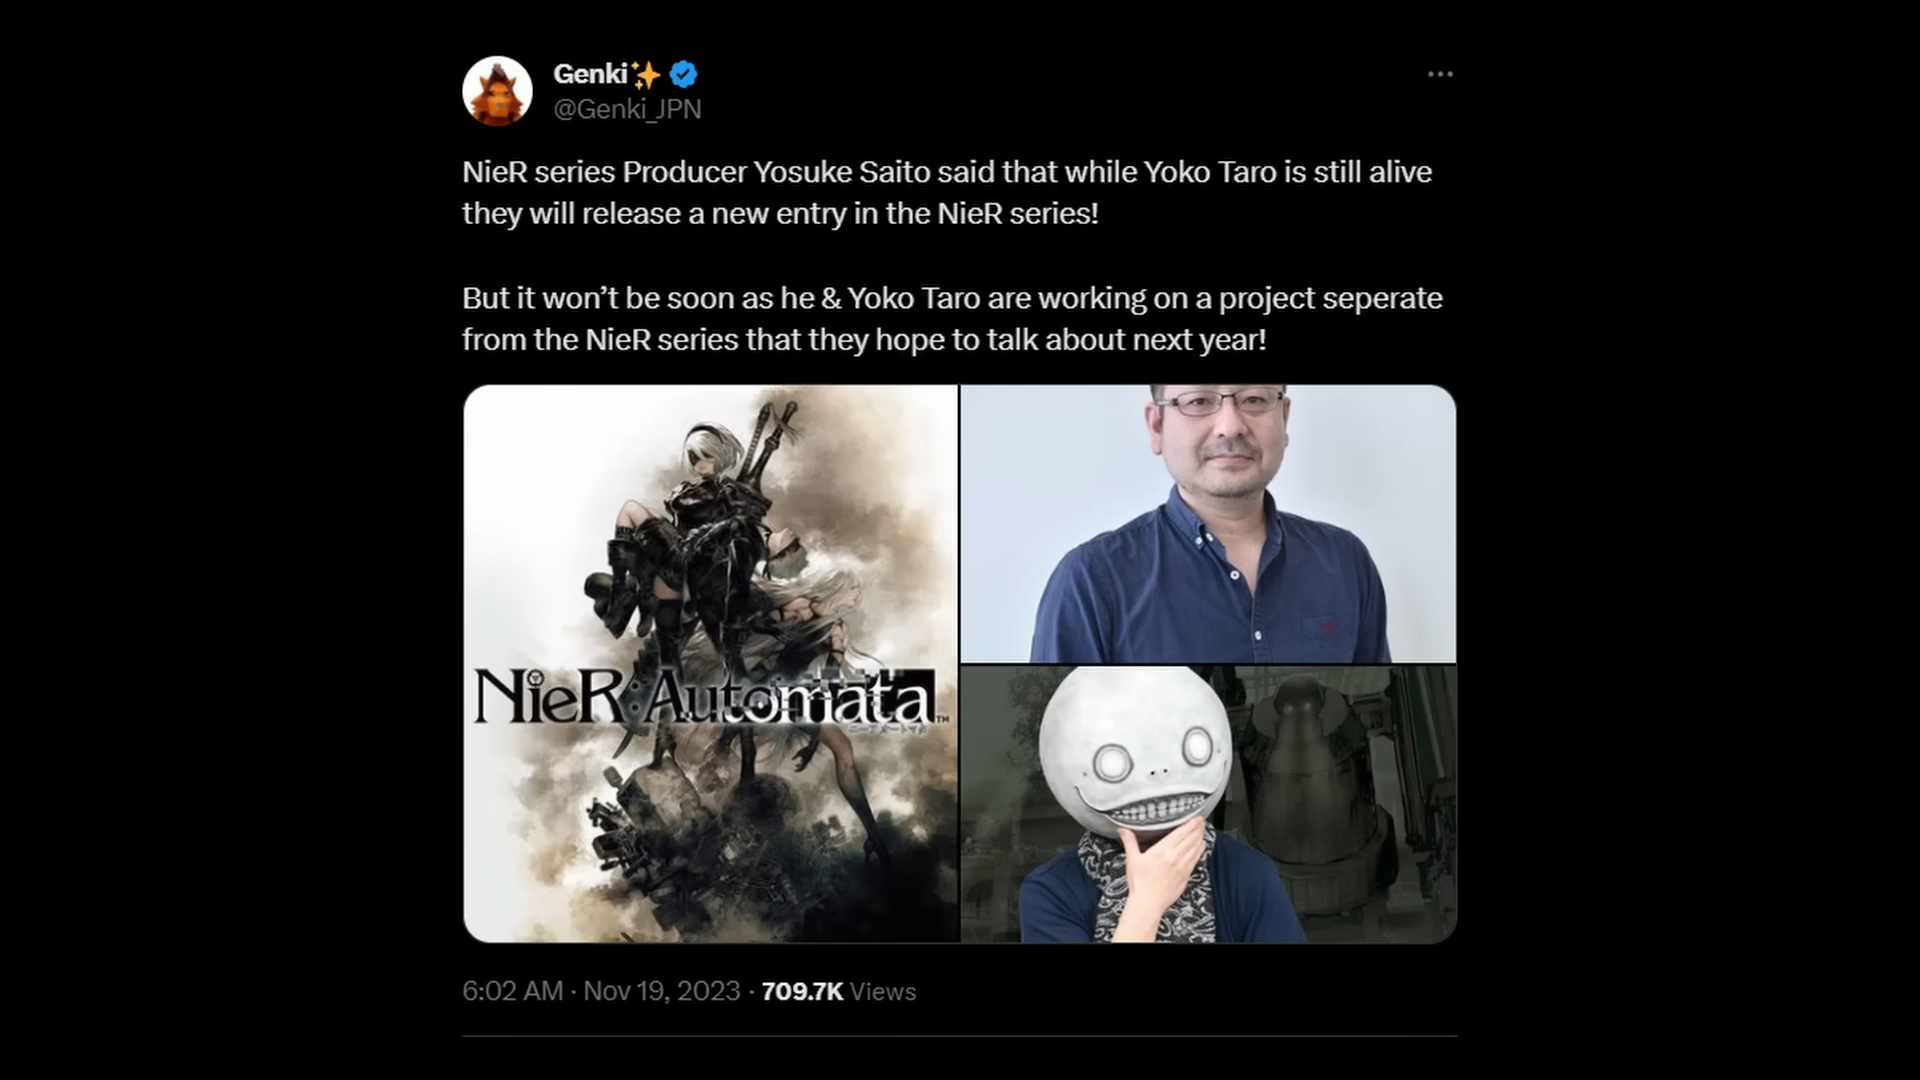 Genki✨
@Genki_JPN
NieR series Producer Yosuke Saito said that while Yoko Taro is still alive
they will release a new entry in the NieR series!
But it won’t be soon as he & Yoko Taro are working on a project seperate
from the NieR series that they hope to talk about next year!
NieR:Automata™
6:02 AM · Nov 19, 2023 · 709.7K Views